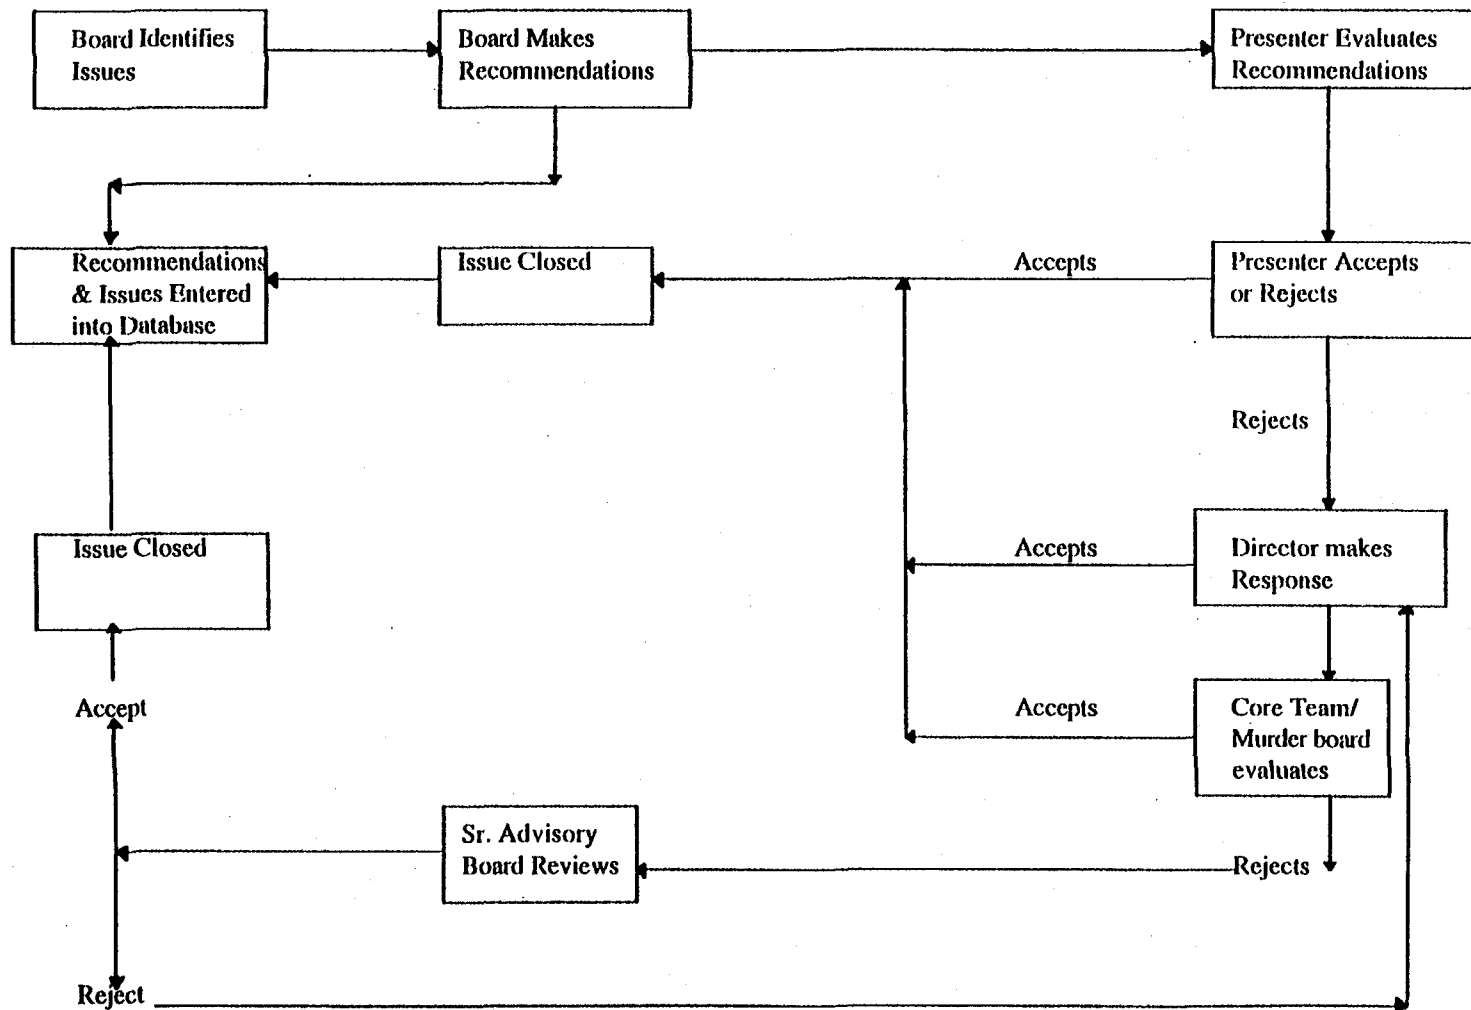 Board Identifies
Issues
Board Makes
Recommendations
Presenter Evaluates
Recommendations
Recommendations
& Issues Entered
into Database
Issue Closed
Accepts
Presenter Accepts
or Rejects
Rejects
Issue Closed
Accepts
Director makes
Response
Accept
Accepts
Core Team/
Murder board
evaluates
Sr. Advisory
Board Reviews
Rejects
Reject